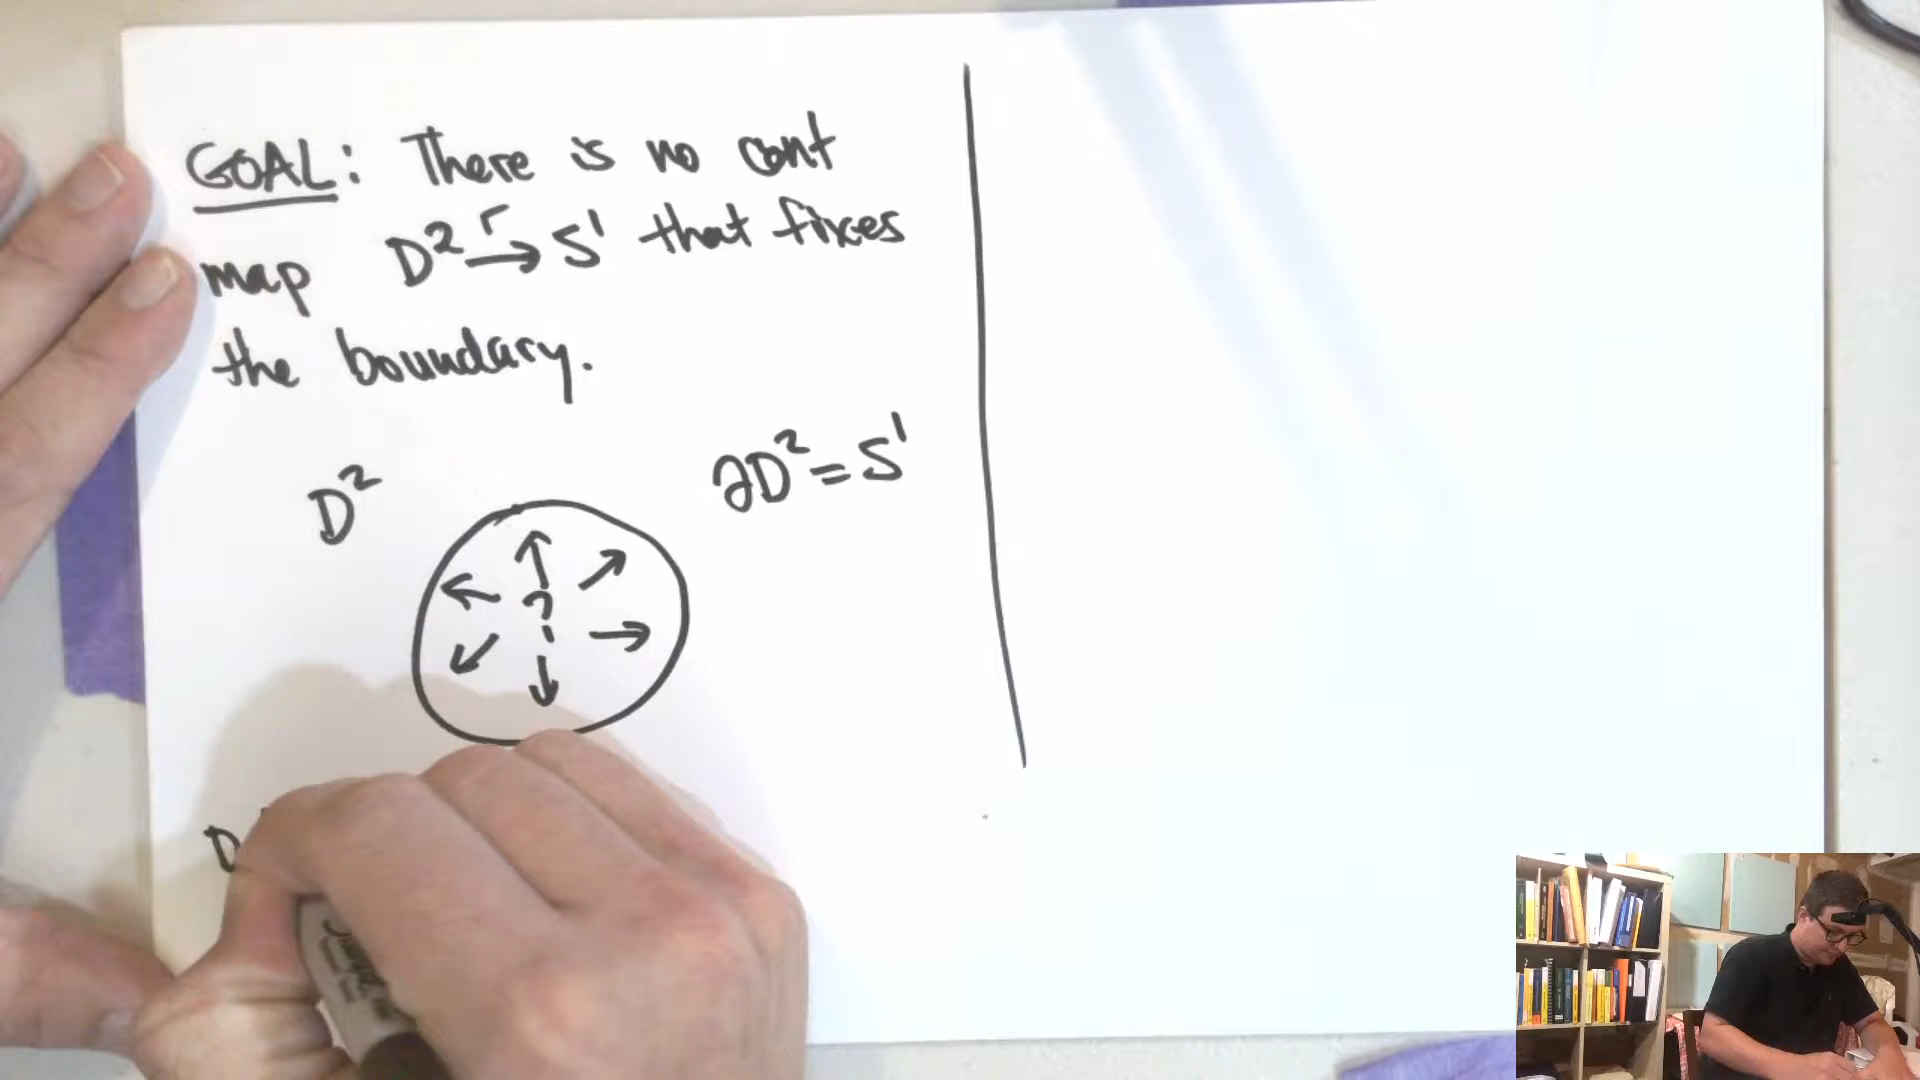 GOAL: There is no cont
map D² r→ S¹ that fixes
the boundary.
D²
∂D² = S¹
?
D